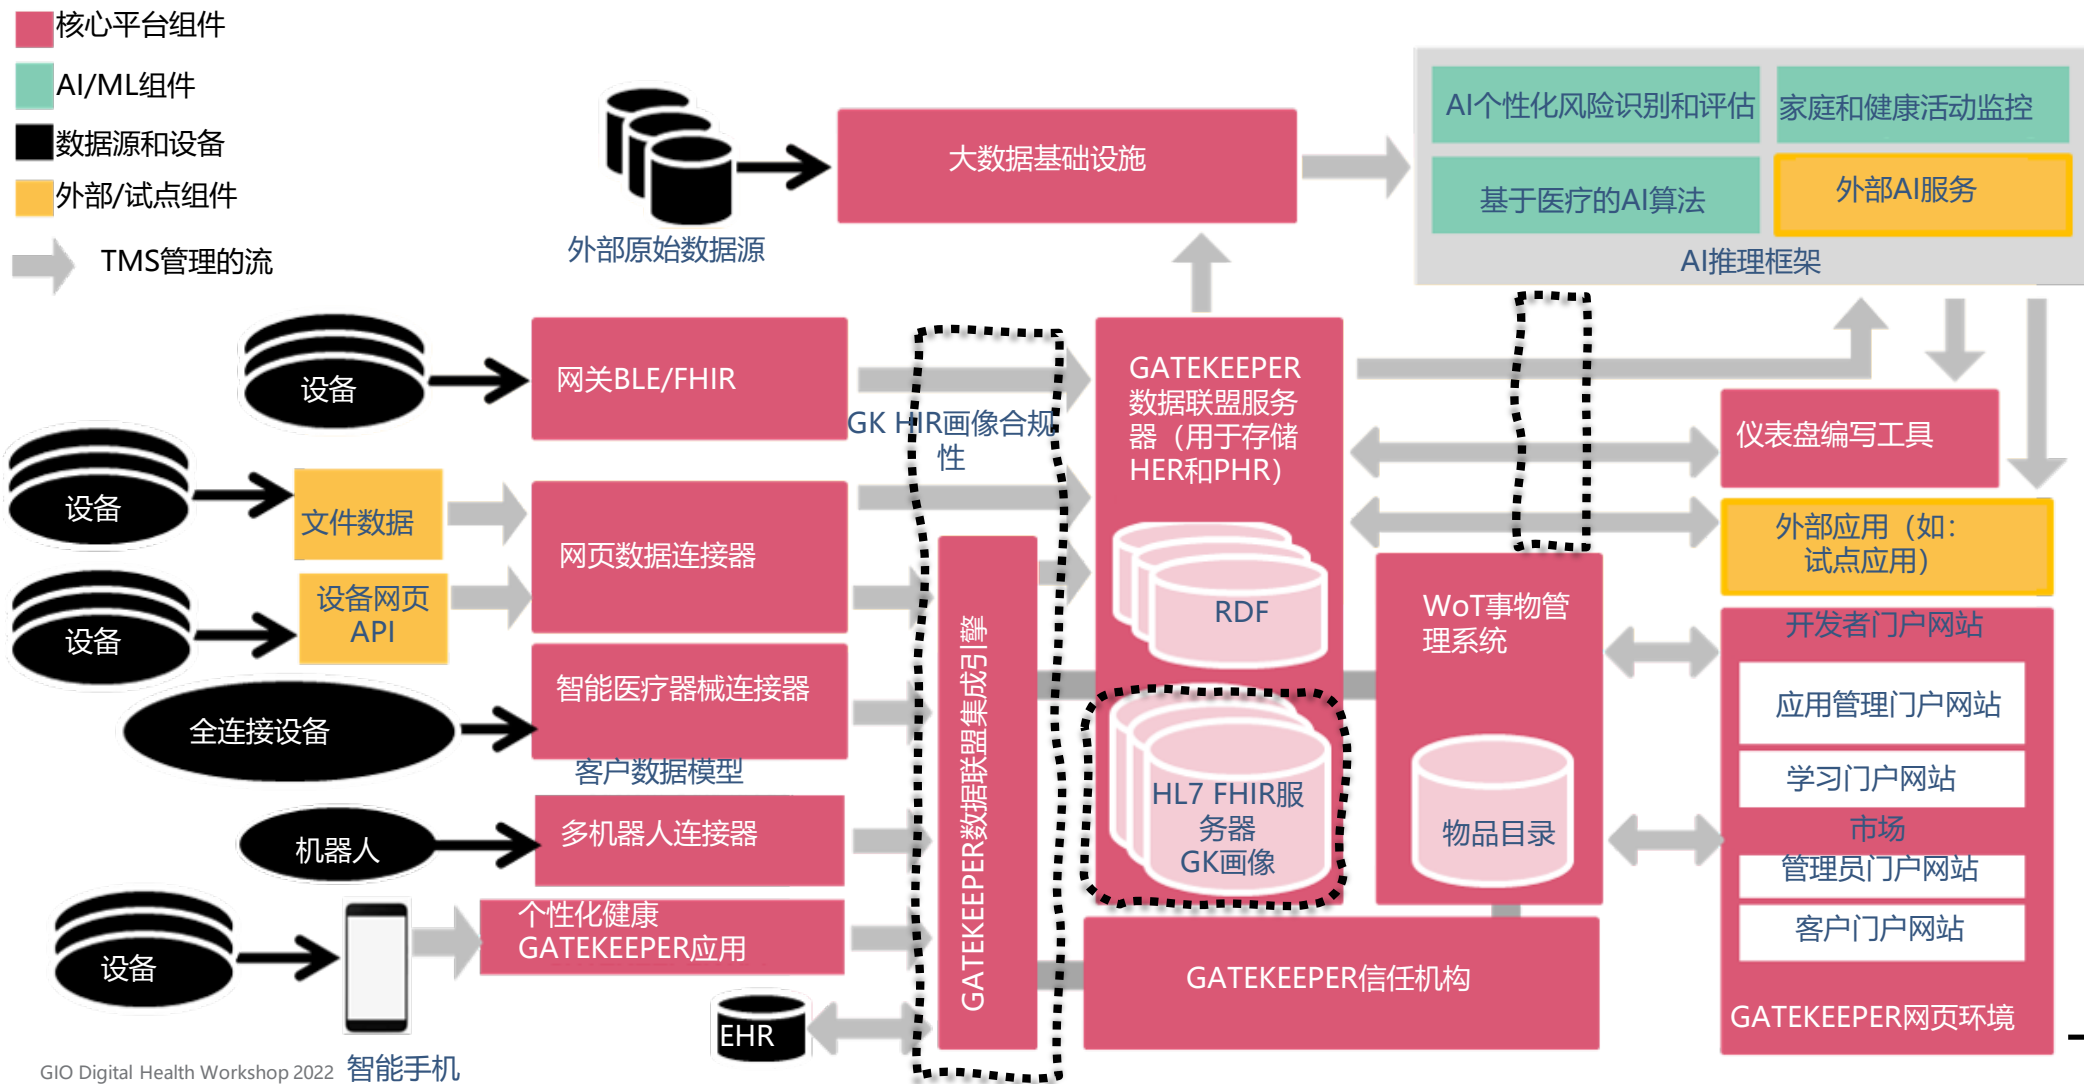 核心平台组件
AI/ML组件
数据源和设备
外部/试点组件
TMS管理的流
外部原始数据源
大数据基础设施
AI个性化风险识别和评估
家庭和健康活动监控
基于医疗的AI算法
外部AI服务
AI推理框架
设备
网关BLE/FHIR
GK HIR画像合规
性
GATEKEEPER
数据联盟服务
器（用于存储
HER和PHR）
仪表盘编写工具
设备
文件数据
网页数据连接器
外部应用（如：
试点应用）
设备
设备网页
API
RDF
WoT事物管
理系统
开发者门户网站
应用管理门户网站
学习门户网站
市场
管理员门户网站
客户门户网站
GATEKEEPER网页环境
全连接设备
智能医疗器械连接器
客户数据模型
GATEKEEPER数据联盟集成引擎
HL7 FHIR服
务器
GK画像
物品目录
机器人
多机器人连接器
设备
个性化健康
GATEKEEPER应用
GATEKEEPER信任机构
EHR
智能手机
GIO Digital Health Workshop 2022